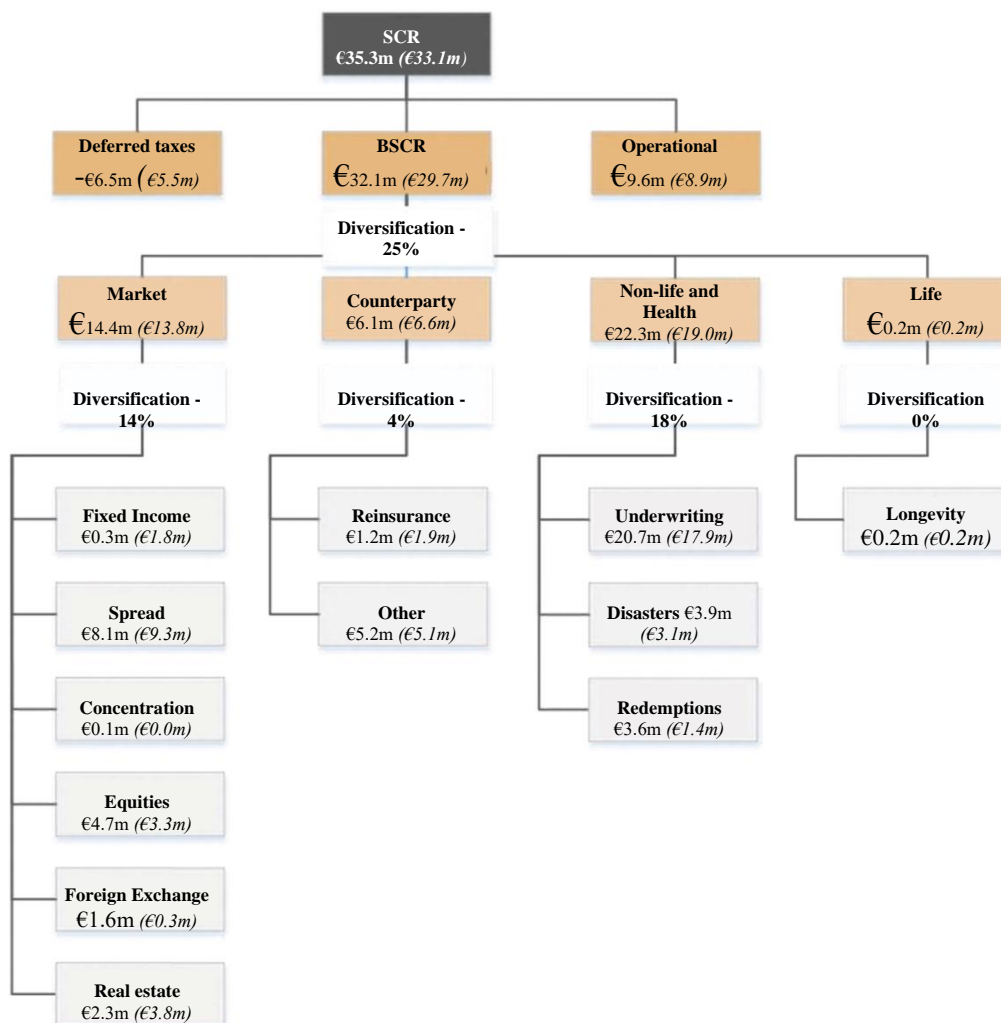 SCR
€35.3m (€33.1m)
Deferred taxes
-€6.5m (€5.5m)
BSCR
€32.1m (€29.7m)
Operational
€9.6m (€8.9m)
Diversification -
25%
Market
€14.4m (€13.8m)
Counterparty
€6.1m (€6.6m)
Non-life and
Health
€22.3m (€19.0m)
Life
€0.2m (€0.2m)
Diversification -
14%
Diversification -
4%
Diversification -
18%
Diversification
0%
Fixed Income
€0.3m (€1.8m)
Reinsurance
€1.2m (€1.9m)
Underwriting
€20.7m (€17.9m)
Longevity
€0.2m (€0.2m)
Spread
€8.1m (€9.3m)
Other
€5.2m (€5.1m)
Disasters €3.9m
(€3.1m)
Concentration
€0.1m (€0.0m)
Redemptions
€3.6m (€1.4m)
Equities
€4.7m (€3.3m)
Foreign Exchange
€1.6m (€0.3m)
Real estate
€2.3m (€3.8m)